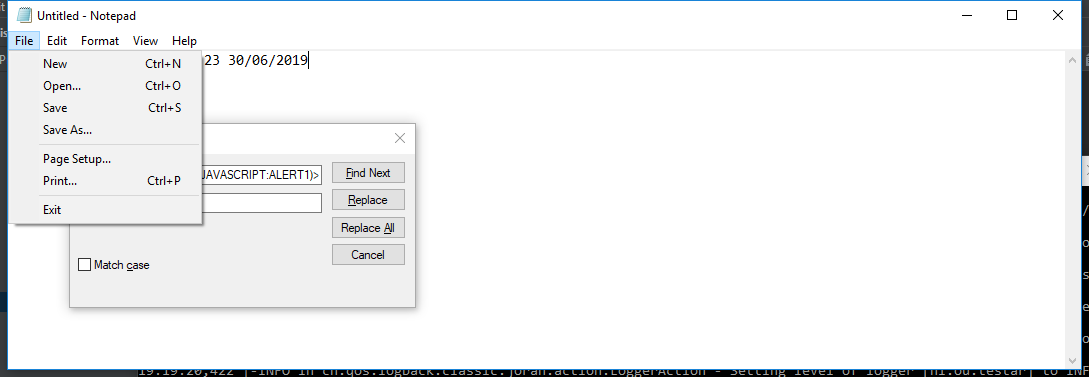 Untitled - Notepad
File Edit Format View Help
23 30/06/2019
New Ctrl+N
Open... Ctrl+O
Save Ctrl+S
Save As...
Page Setup...
Print... Ctrl+P
Exit
JAVASCRIPT:ALERT1)> Find Next
Replace
Replace All
Cancel
Match case
19:19:20,422 |-INFO in ch.qos.logback.classic.joran.action.LoggerAction - Setting level of logger [nl.ou.testar] to INF